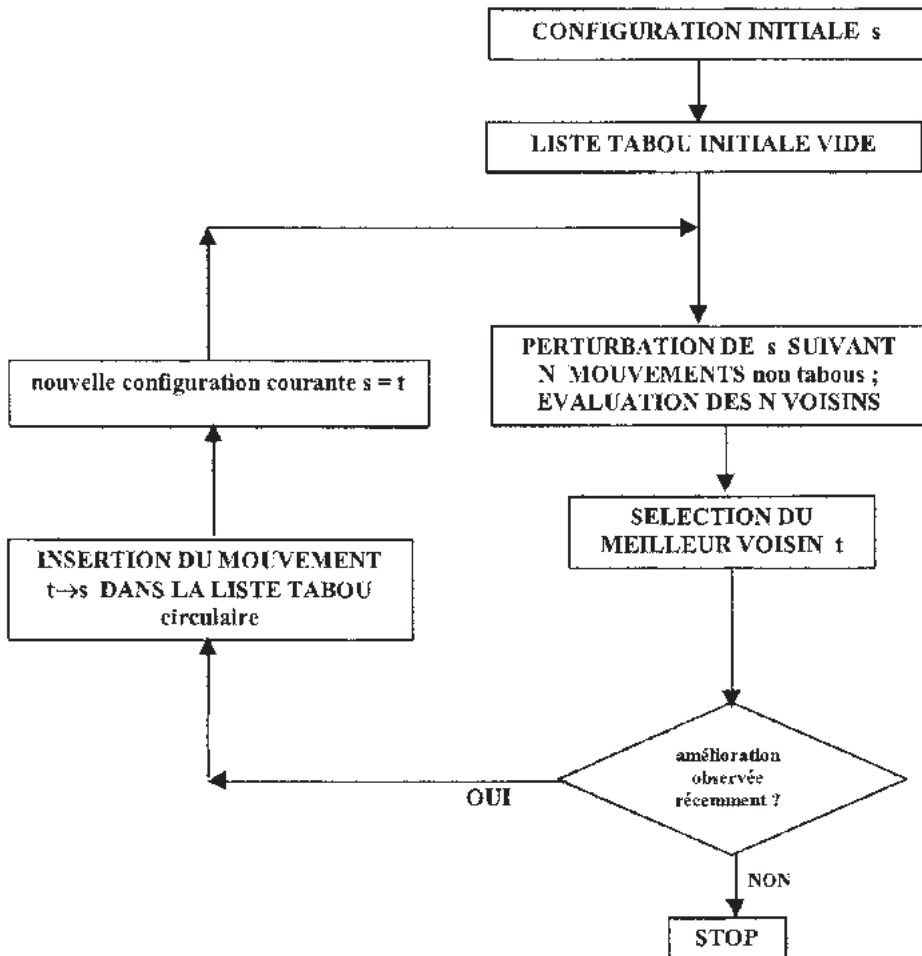 CONFIGURATION INITIALE s
LISTE TABOU INITIALE VIDE
PERTURBATION DE s SUIVANT
N MOUVEMENTS non tabous ;
EVALUATION DES N VOISINS
SELECTION DU
MEILLEUR VOISIN t
amélioration
observée
récemment ?
OUI
NON
STOP
INSERTION DU MOUVEMENT
t→s DANS LA LISTE TABOU
circulaire
nouvelle configuration courante s = t